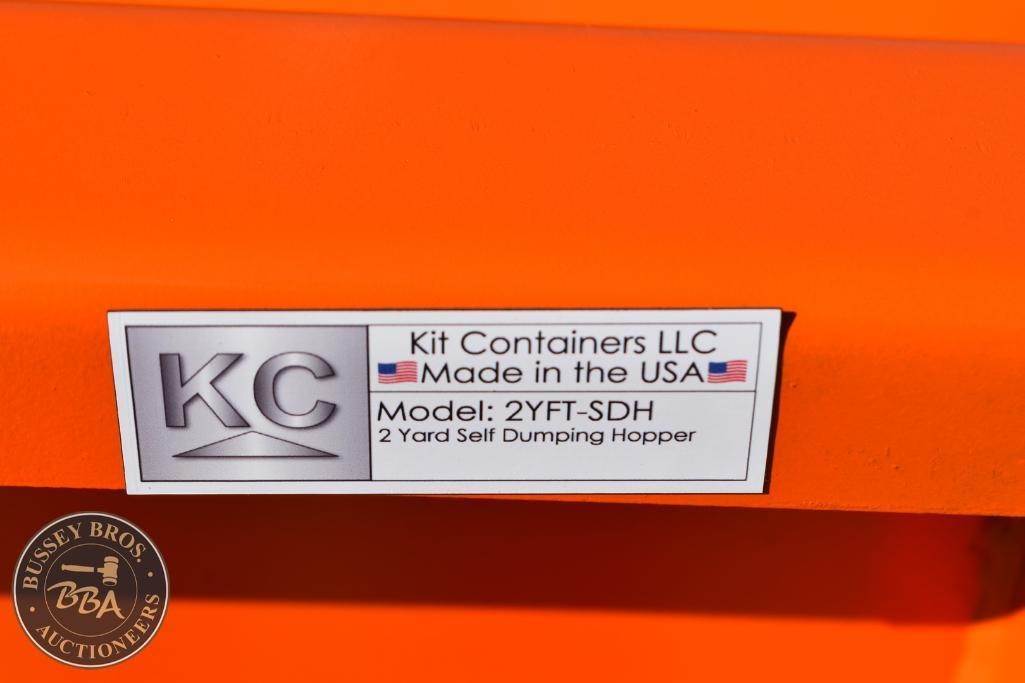 KC
Kit Containers LLC
Made in the USA
Model: 2YFT-SDH
2 Yard Self Dumping Hopper
BUSSEY BROS.
BBA
AUCTIONEERS